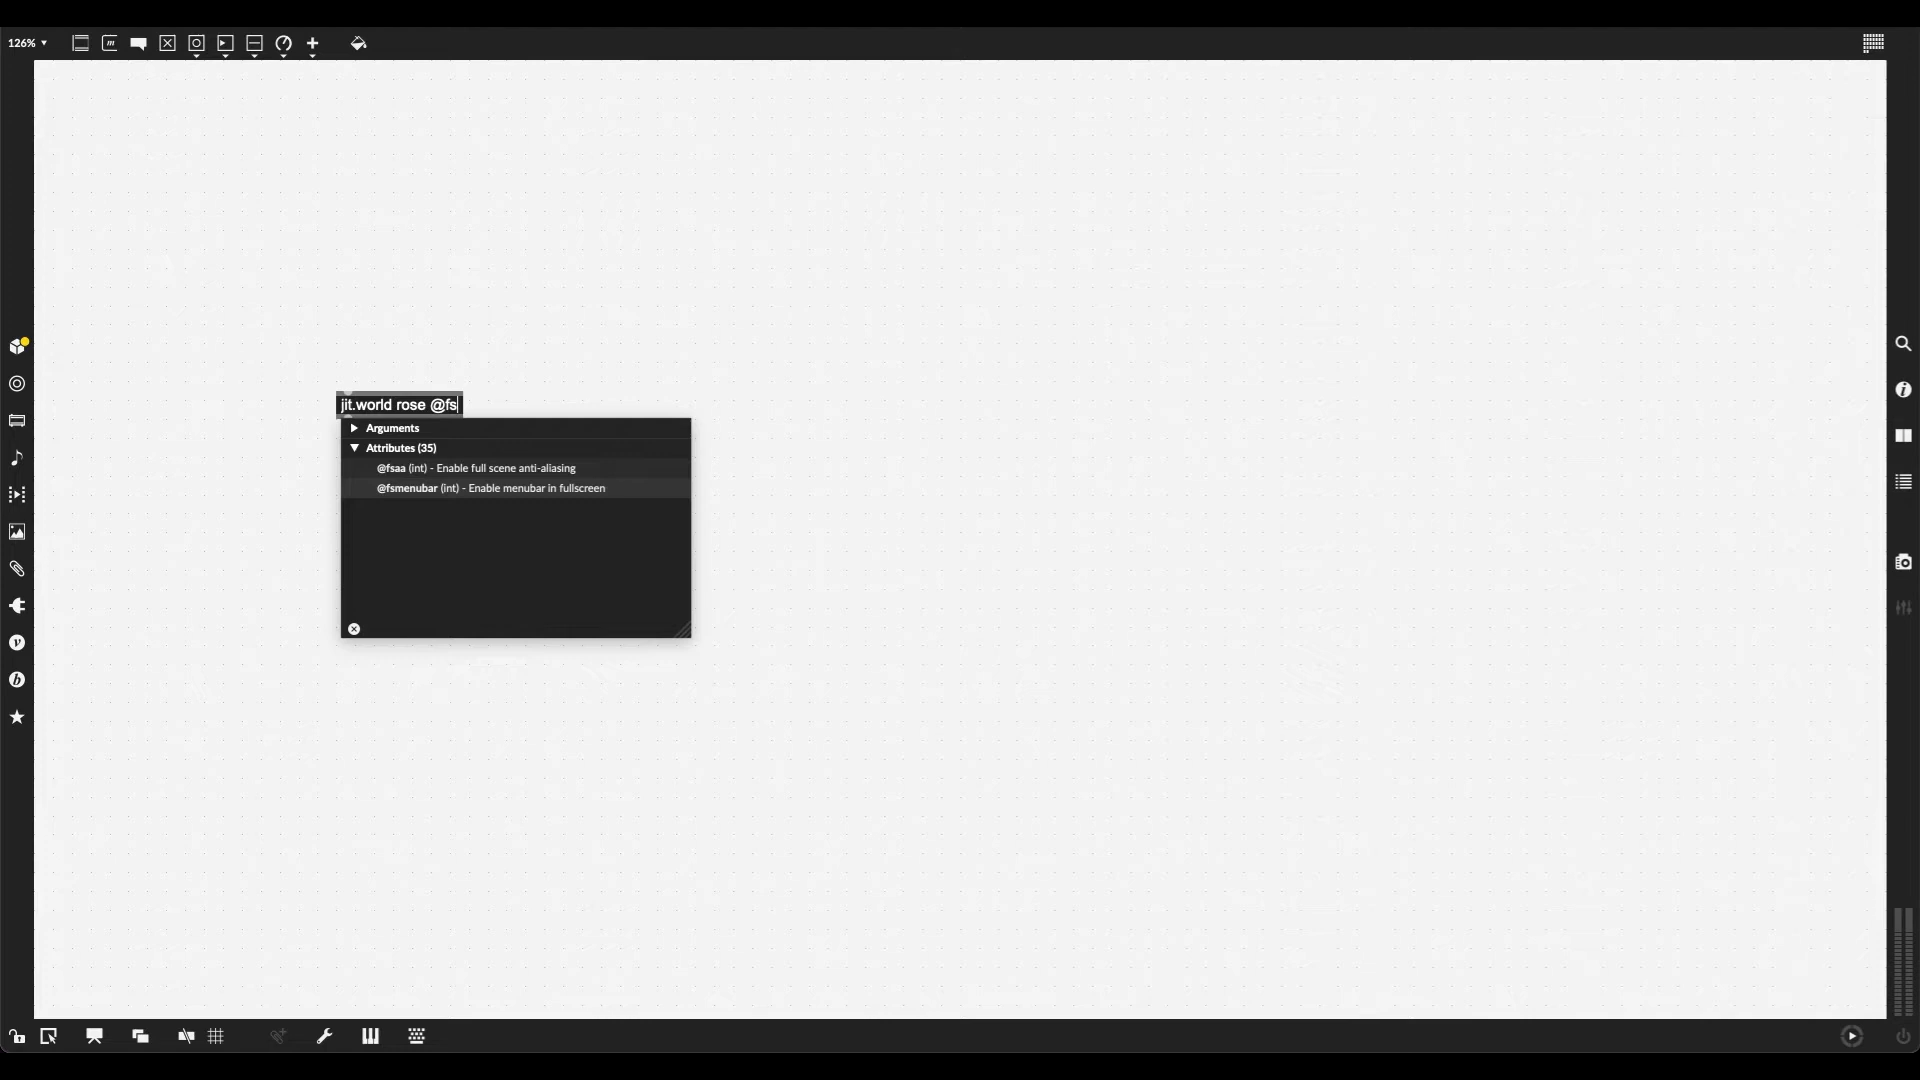 126%
jit.world rose @fs
Arguments
Attributes (35)
@fsaa (int) - Enable full scene anti-aliasing
@fsmenubar (int) - Enable menubar in fullscreen